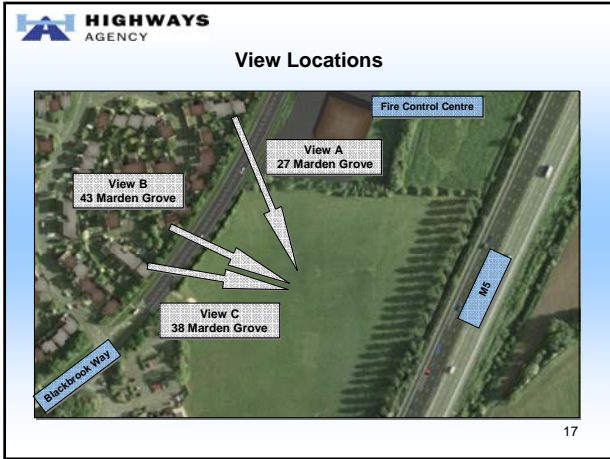 HIGHWAYS
AGENCY
View Locations
Fire Control Centre
View A
27 Marden Grove
View B
43 Marden Grove
View C
38 Marden Grove
M5
Blackbrook Way
17